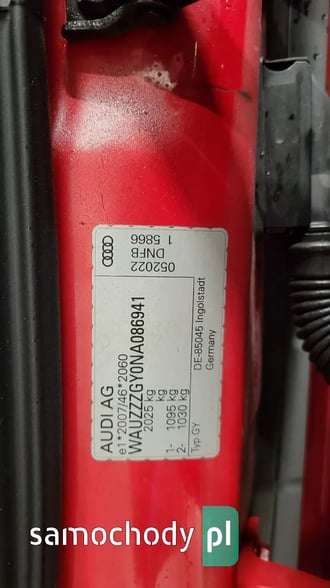 AUDI AG
e1*2007/46*2060
WAUZZZGY0NA086941
2025 kg
1- 1095 kg
2- 1030 kg
Typ GY
052022
DNFB
1 5866
DE-85045 Ingolstadt
Germany
samochody pl